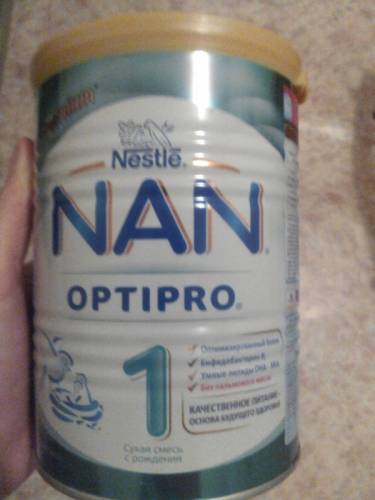 Nestlé
NAN
OPTIPRO
1
Оптимизированный белок
Бифидобактерии BL
Умные липиды DHA - ARA
Без пальмового масла
КАЧЕСТВЕННОЕ ПИТАНИЕ -
ОСНОВА БУДУЩЕГО ЗДОРОВЬЯ
Сухая смесь
с рождения